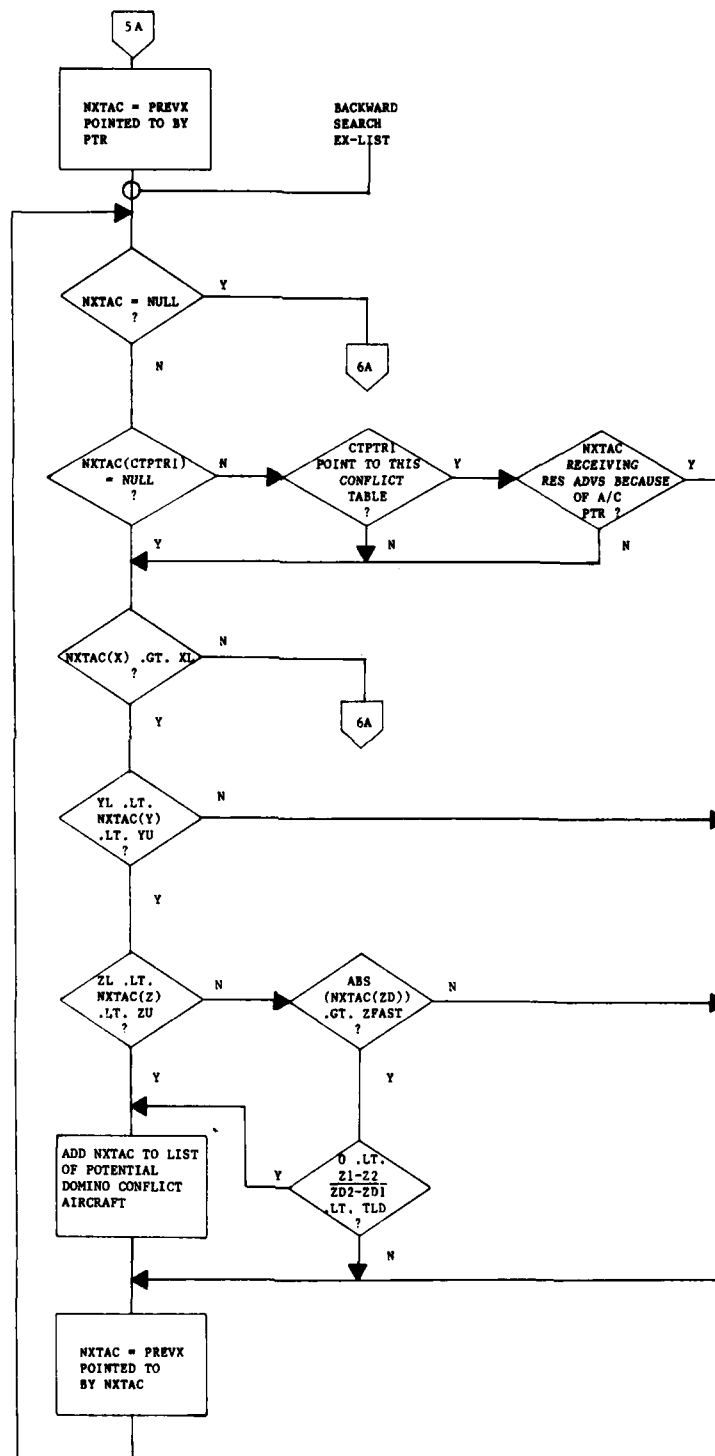 5A
NXTAC = PREVX
POINTED TO BY
PTR
BACKWARD
SEARCH
EX-LIST
NXTAC = NULL
?
Y
N
6A
NXTAC(CTPTRI)
= NULL
?
N
Y
CTPTRI
POINT TO THIS
CONFLICT
TABLE
?
Y
N
NXTAC
RECEIVING
RES ADVS BECAUSE
OF A/C
PTR ?
Y
N
NXTAC(X) .GT. XL
?
N
Y
6A
YL .LT.
NXTAC(Y)
.LT. YU
?
N
Y
ZL .LT.
NXTAC(Z)
.LT. ZU
?
N
Y
ABS
(NXTAC(ZD))
.GT. ZFAST
?
N
Y
ADD NXTAC TO LIST
OF POTENTIAL
DOMINO CONFLICT
AIRCRAFT
0 .LT.
Z1-Z2
ZD2-ZD1
.LT. TLD
?
Y
N
NXTAC = PREVX
POINTED TO
BY NXTAC